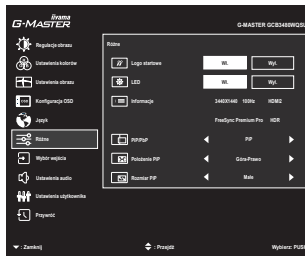 iiyama
G-MASTER
G-MASTER GCB3480WQSU
Regulacja obrazu
Ustawienia kolorów
Ustawienia obrazu
Konfiguracja OSD
Język
Różne
Wybór wejścia
Ustawienia audio
Ustawienia użytkownika
Przywróć
Różne
Logo startowe Wł. Wył.
LED Wł. Wył.
Informacje 3440X1440 100Hz HDMI2
FreeSync Premium Pro HDR
PiP/PbP PiP
Położenie PiP Góra-Prawo
Rozmiar PiP Małe
: Zamknij : Przejdź Wybierz: PUSH